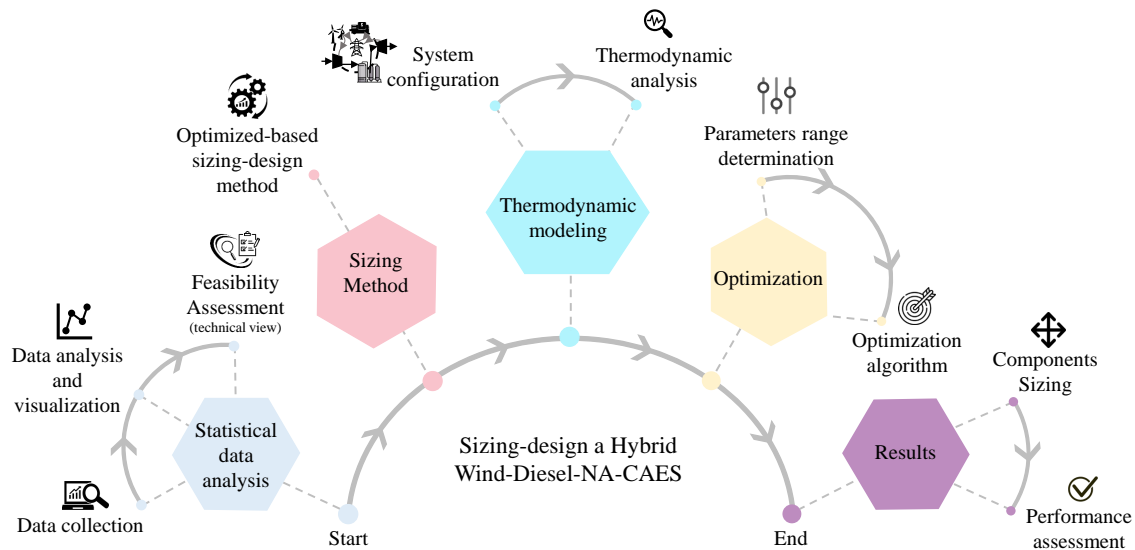 System
configuration
Thermodynamic
analysis
Optimized-based
sizing-design
method
Parameters range
determination
Thermodynamic
modeling
Sizing
Method
Optimization
Feasibility
Assessment
(technical view)
Data analysis
and
visualization
Optimization
algorithm
Components
Sizing
Statistical
data
analysis
Sizing-design a Hybrid
Wind-Diesel-NA-CAES
Results
Data collection
Start
End
Performance
assessment